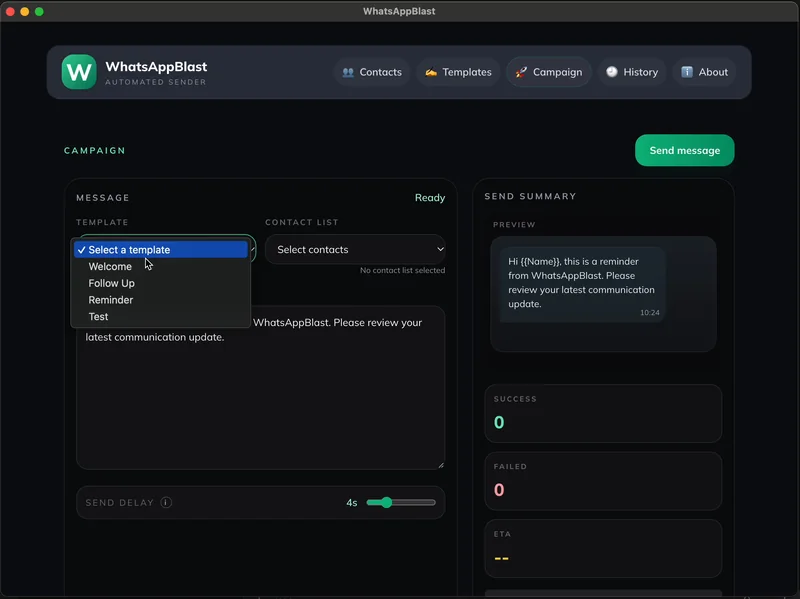 WhatsAppBlast
W
WhatsAppBlast
AUTOMATED SENDER
Contacts
Templates
Campaign
History
About
CAMPAIGN
Send message
MESSAGE
Ready
TEMPLATE
CONTACT LIST
✓ Select a template
Welcome
Follow Up
Reminder
Test
Select contacts
No contact list selected
WhatsAppBlast. Please review your
latest communication update.
SEND DELAY
4s
SEND SUMMARY
PREVIEW
Hi {{Name}}, this is a reminder
from WhatsAppBlast. Please
review your latest communication
update.
10:24
SUCCESS
0
FAILED
0
ETA
--